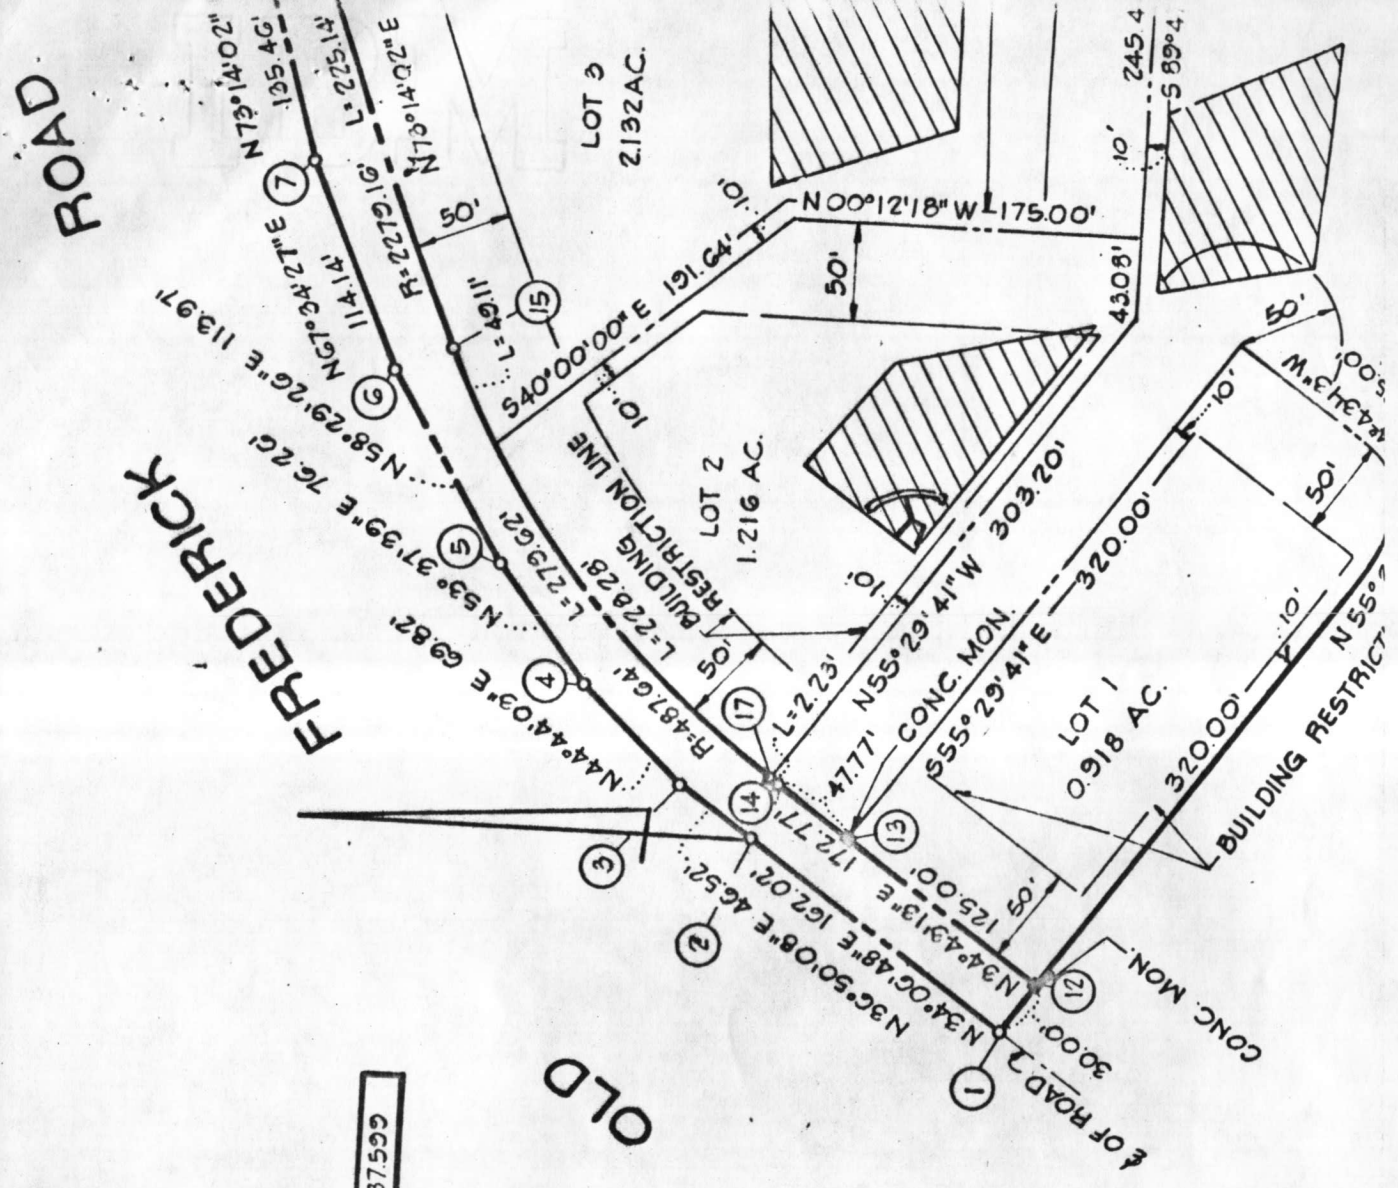 OLD
FREDERICK
ROAD
N73°14'02"E
135.46'
L=225.14'
N73°14'02"E
7
R=2279.16'
50'
N67°34'27"E
114.14'
6
L=49.11'
15
N58°29'26"E 113.97'
76.26'
5
N53°37'39"E
69.82'
4
N44°44'03"E
3
2
46.52'
N36°50'08"E
162.02'
N34°06'48"E
1
₵ OF ROAD
30.00'
12
CONC. MON
N34°49'13"E
125.00'
172.77'
47.77'
13
14
17
L=2.23'
R=487.64'
L=228.28'
L=279.62'
50'
BUILDING
RESTRICTION LINE
10'
S40°00'00"E 191.64'
10'
LOT 3
2.132 AC.
N00°12'18"W 175.00'
50'
LOT 2
1.216 AC.
10'
N55°29'41"W 303.20'
43.03'
245.4
S89°4
10'
CONC. MON.
S55°29'41"E 320.00'
10'
50'
50'
LOT 1
0.918 AC.
320.00'
10'
50'
BUILDING RESTRICT
N55°
37.599